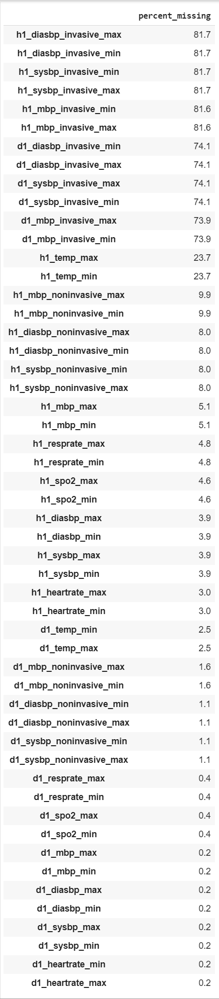 percent_missing
h1_diasbp_invasive_max 81.7
h1_diasbp_invasive_min 81.7
h1_sysbp_invasive_min 81.7
h1_sysbp_invasive_max 81.7
h1_mbp_invasive_min 81.6
h1_mbp_invasive_max 81.6
d1_diasbp_invasive_min 74.1
d1_diasbp_invasive_max 74.1
d1_sysbp_invasive_max 74.1
d1_sysbp_invasive_min 74.1
d1_mbp_invasive_max 73.9
d1_mbp_invasive_min 73.9
h1_temp_max 23.7
h1_temp_min 23.7
h1_mbp_noninvasive_max 9.9
h1_mbp_noninvasive_min 9.9
h1_diasbp_noninvasive_max 8.0
h1_diasbp_noninvasive_min 8.0
h1_sysbp_noninvasive_min 8.0
h1_sysbp_noninvasive_max 8.0
h1_mbp_max 5.1
h1_mbp_min 5.1
h1_resprate_max 4.8
h1_resprate_min 4.8
h1_spo2_max 4.6
h1_spo2_min 4.6
h1_diasbp_max 3.9
h1_diasbp_min 3.9
h1_sysbp_max 3.9
h1_sysbp_min 3.9
h1_heartrate_max 3.0
h1_heartrate_min 3.0
d1_temp_min 2.5
d1_temp_max 2.5
d1_mbp_noninvasive_max 1.6
d1_mbp_noninvasive_min 1.6
d1_diasbp_noninvasive_min 1.1
d1_diasbp_noninvasive_max 1.1
d1_sysbp_noninvasive_min 1.1
d1_sysbp_noninvasive_max 1.1
d1_resprate_max 0.4
d1_resprate_min 0.4
d1_spo2_max 0.4
d1_spo2_min 0.4
d1_mbp_max 0.2
d1_mbp_min 0.2
d1_diasbp_max 0.2
d1_diasbp_min 0.2
d1_sysbp_max 0.2
d1_sysbp_min 0.2
d1_heartrate_min 0.2
d1_heartrate_max 0.2